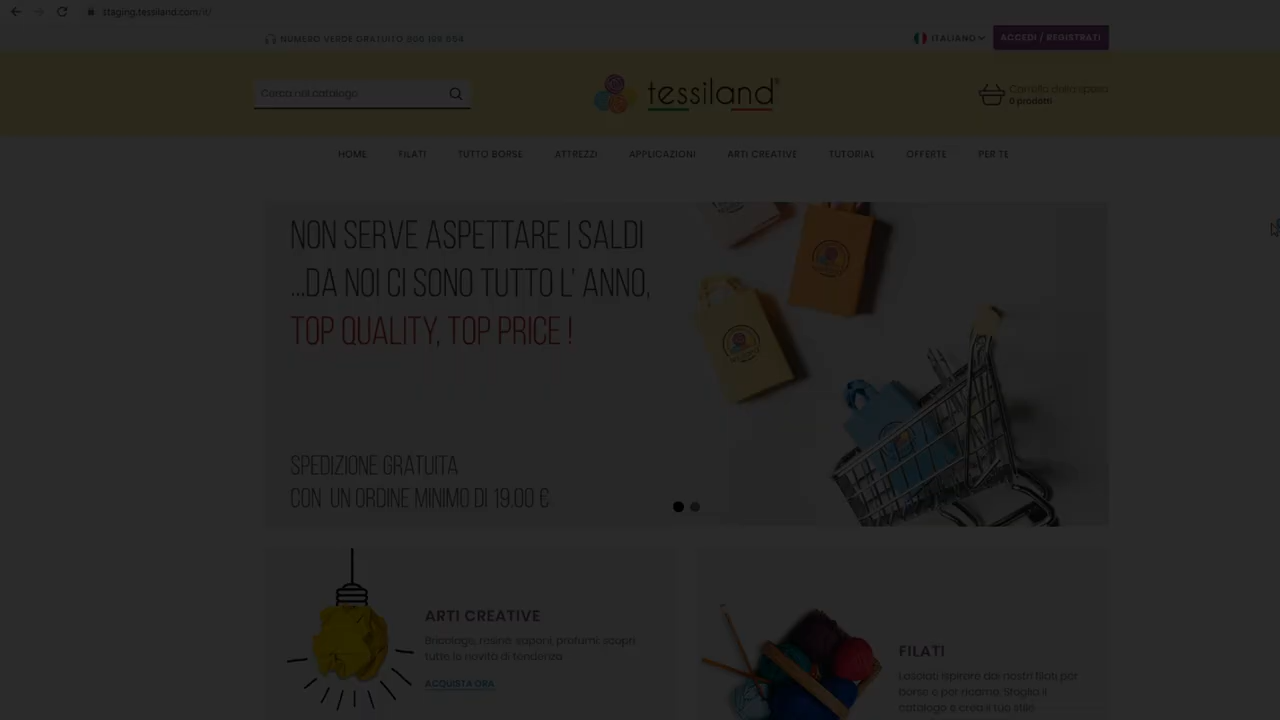 staging.tessiland.com/it/
NUMERO VERDE GRATUITO 800 168 654
ITALIANO
ACCEDI / REGISTRATI
Cerca nel catalogo
tessiland®
Carrello della spesa
0 prodotti
HOME FILATI TUTTO BORSE ATTREZZI APPLICAZIONI ARTI CREATIVE TUTORIAL OFFERTE PER TE
NON SERVE ASPETTARE I SALDI
...DA NOI CI SONO TUTTO L' ANNO,
TOP QUALITY, TOP PRICE !
SPEDIZIONE GRATUITA
CON UN ORDINE MINIMO DI 19.00 €
ARTI CREATIVE
Bricolage, resine, saponi, profumi, scopri
tutte le novità di tendenza
ACQUISTA ORA
FILATI
Lasciati ispirare dai nostri filati per
borse e per ricamo. Sfoglia il
catalogo e crea il tuo stile